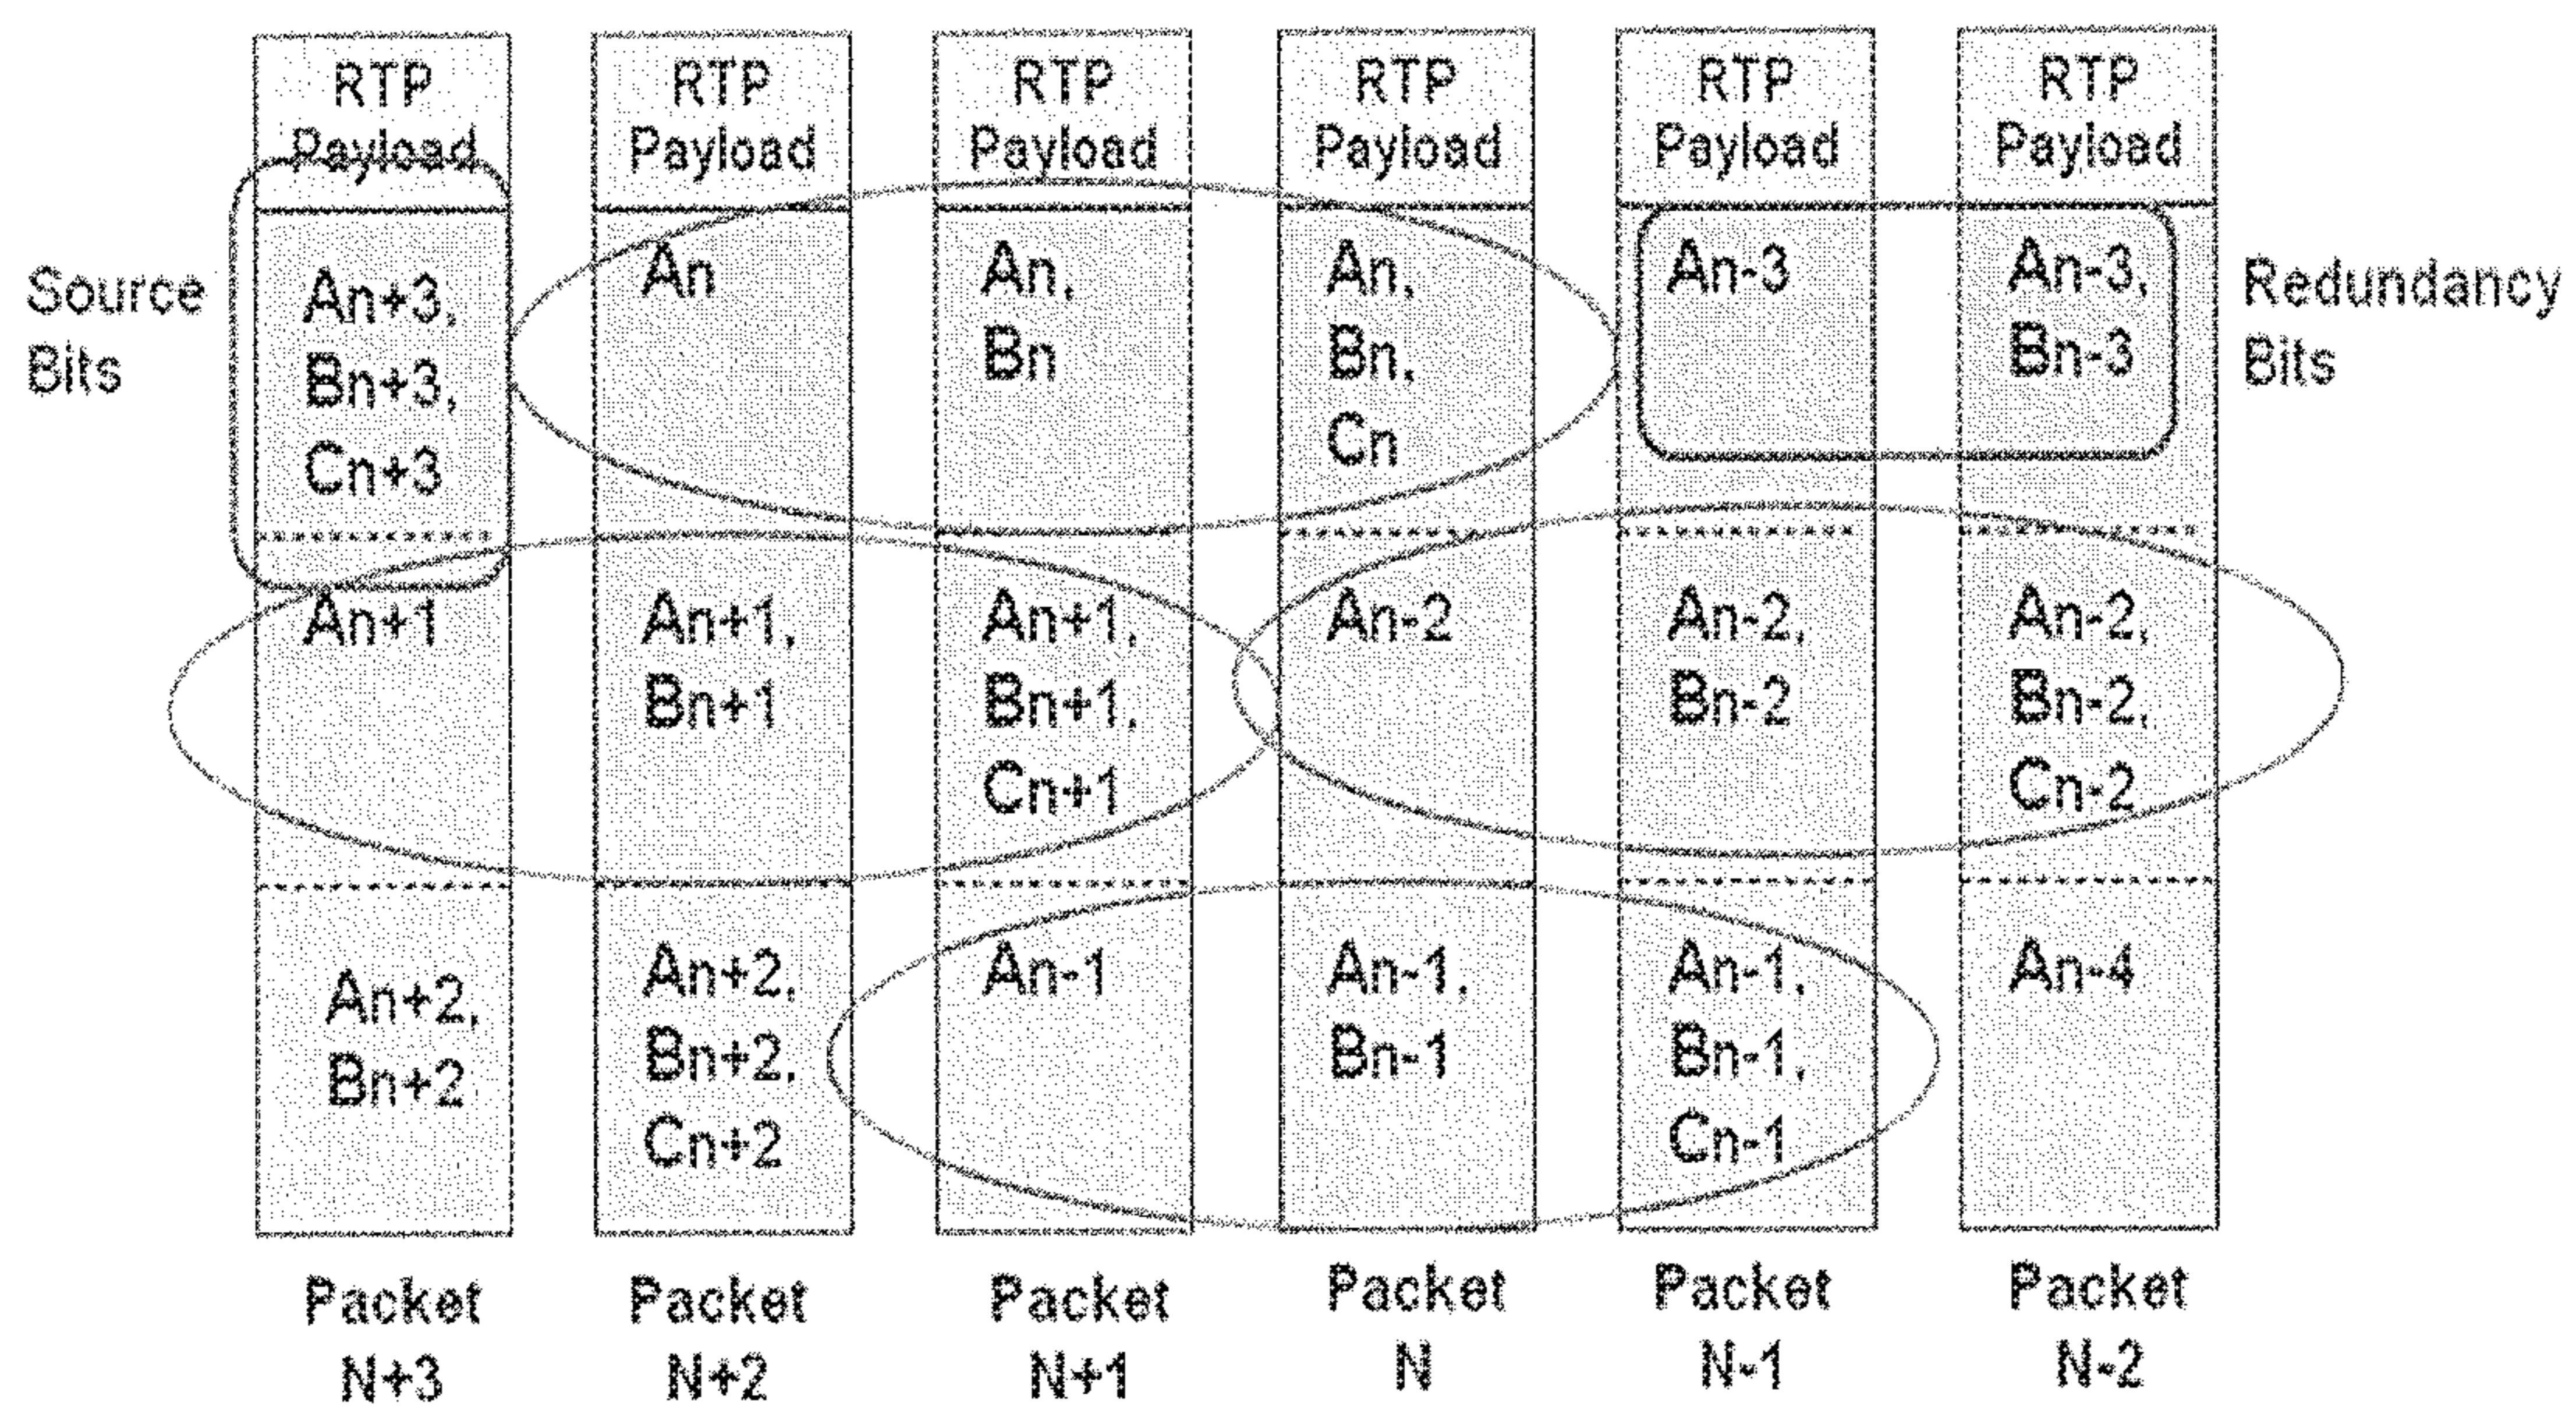 RTP
Payload
RTP
Payload
RTP
Payload
RTP
Payload
RTP
Payload
RTP
Payload
Source
Bits
An+3,
Bn+3,
Cn+3
An
An,
Bn
An,
Bn,
Cn
An-3
An-3,
Bn-3
Redundancy
Bits
An+1
An+1,
Bn+1
An+1,
Bn+1,
Cn+1
An-2
An-2,
Bn-2
An-2,
Bn-2,
Cn-2
An+2,
Bn+2
An+2,
Bn+2,
Cn+2
An-1
An-1,
Bn-1
An-1,
Bn-1,
Cn-1
An-4
Packet
N+3
Packet
N+2
Packet
N+1
Packet
N
Packet
N-1
Packet
N-2